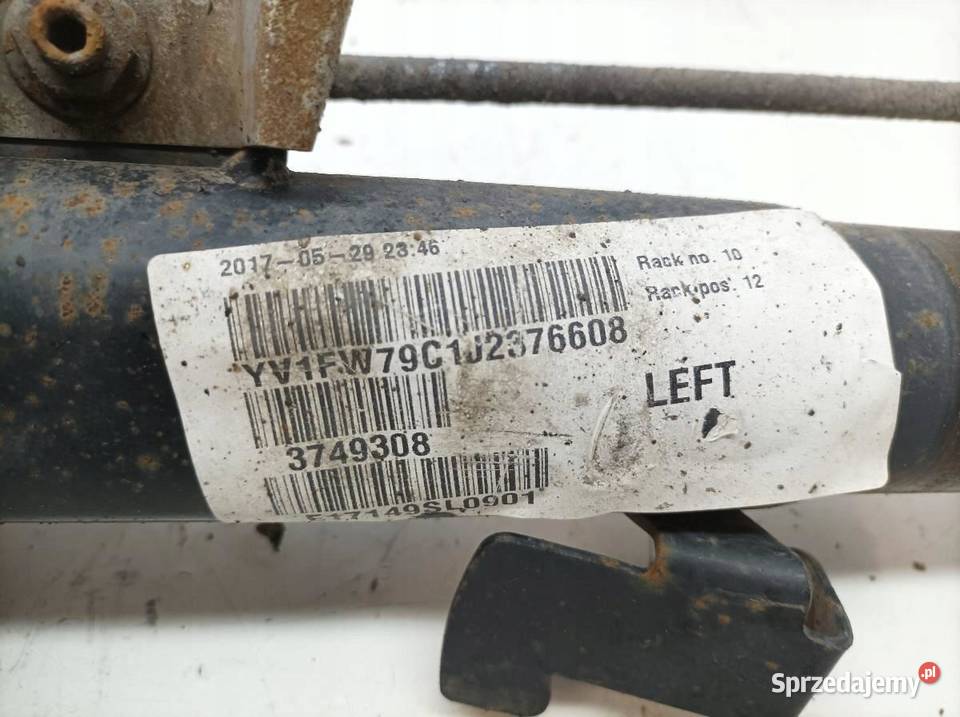 2017-05-29 23:46
Rack no. 10
Rack pos. 12
YV1FW79C1J2376608
LEFT
3749308
Sprzedajemy.pl